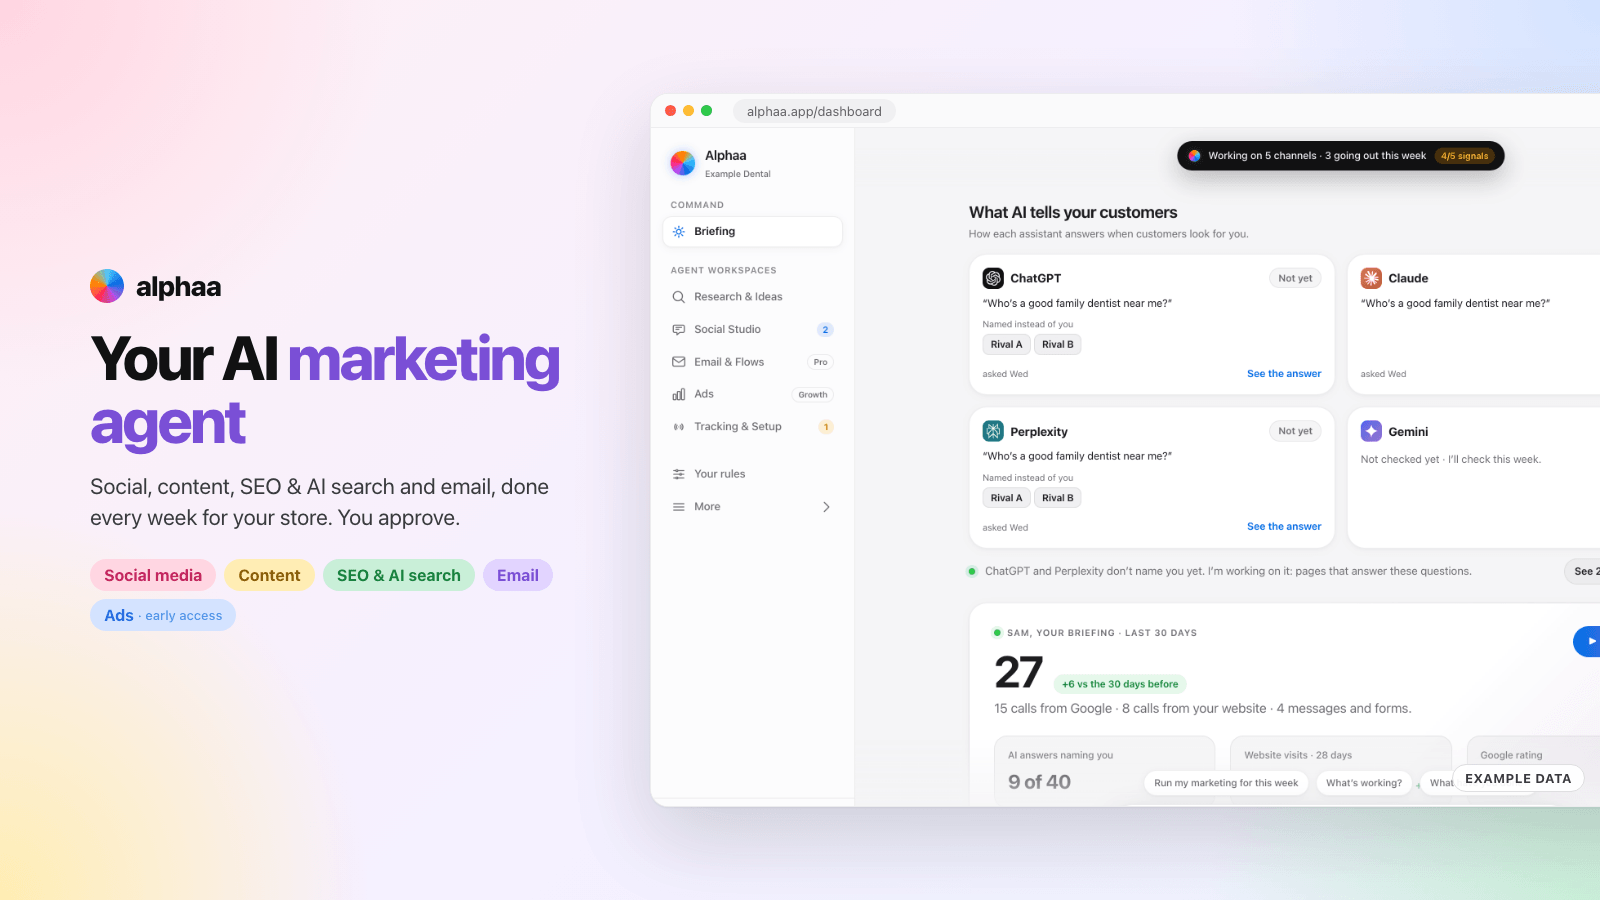 alphaa
Your AI marketing
agent
Social, content, SEO & AI search and email, done
every week for your store. You approve.
Social media
Content
SEO & AI search
Email
Ads · early access
alphaa.app/dashboard
Alphaa
Example Dental
COMMAND
Briefing
AGENT WORKSPACES
Research & Ideas
Social Studio 2
Email & Flows Pro
Ads Growth
Tracking & Setup 1
Your rules
More
Working on 5 channels · 3 going out this week 4/5 signals
What AI tells your customers
How each assistant answers when customers look for you.
ChatGPT Not yet
“Who’s a good family dentist near me?”
Named instead of you
Rival A Rival B
asked Wed See the answer
Claude
“Who’s a good family dentist near me?”
asked Wed
Perplexity Not yet
“Who’s a good family dentist near me?”
Named instead of you
Rival A Rival B
asked Wed See the answer
Gemini
Not checked yet · I’ll check this week.
ChatGPT and Perplexity don’t name you yet. I’m working on it: pages that answer these questions.
See 2
SAM, YOUR BRIEFING · LAST 30 DAYS
27 +6 vs the 30 days before
15 calls from Google · 8 calls from your website · 4 messages and forms.
AI answers naming you
9 of 40
Website visits · 28 days
Google rating
Run my marketing for this week
What’s working?
What
EXAMPLE DATA